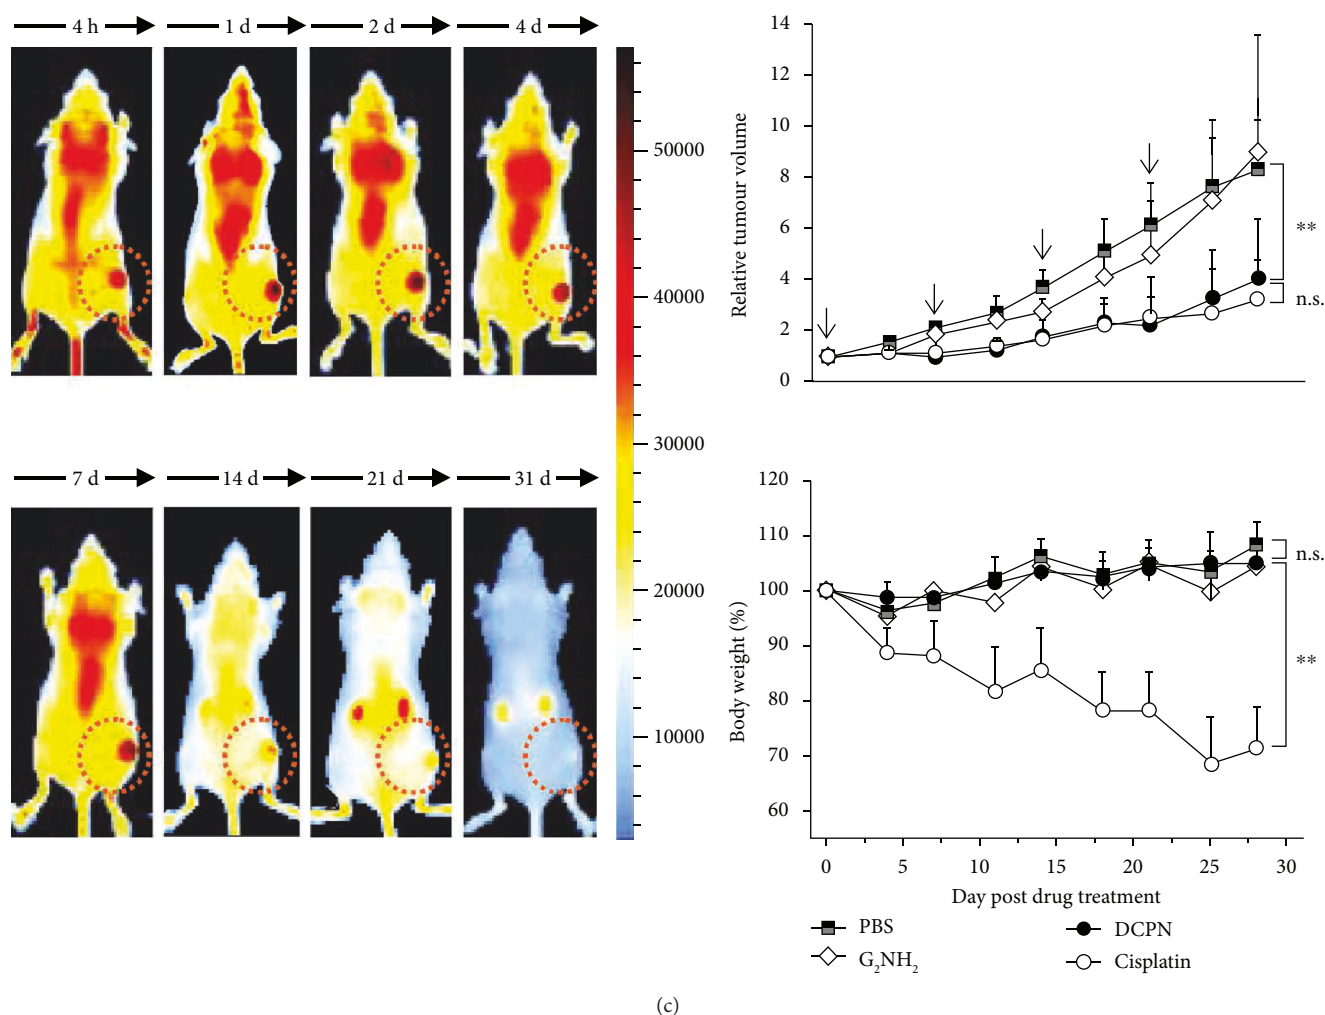 4 h 1 d 2 d 4 d
50000
40000
30000
20000
10000
7 d 14 d 21 d 31 d
Relative tumour volume
14
12
10
8
6
4
2
0
**
n.s.
Body weight (%)
120
110
100
90
80
70
60
n.s.
**
0 5 10 15 20 25 30
Day post drug treatment
PBS
G₂NH₂
DCPN
Cisplatin
(c)